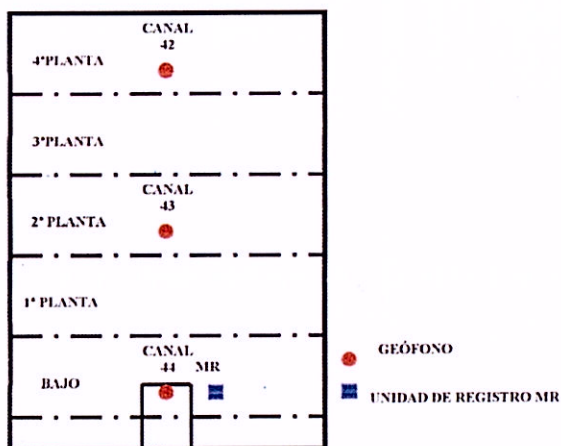 CANAL
42
4ªPLANTA
3ªPLANTA
CANAL
43
2ª PLANTA
1ª PLANTA
CANAL
44 MR
BAJO
GEÓFONO
UNIDAD DE REGISTRO MR